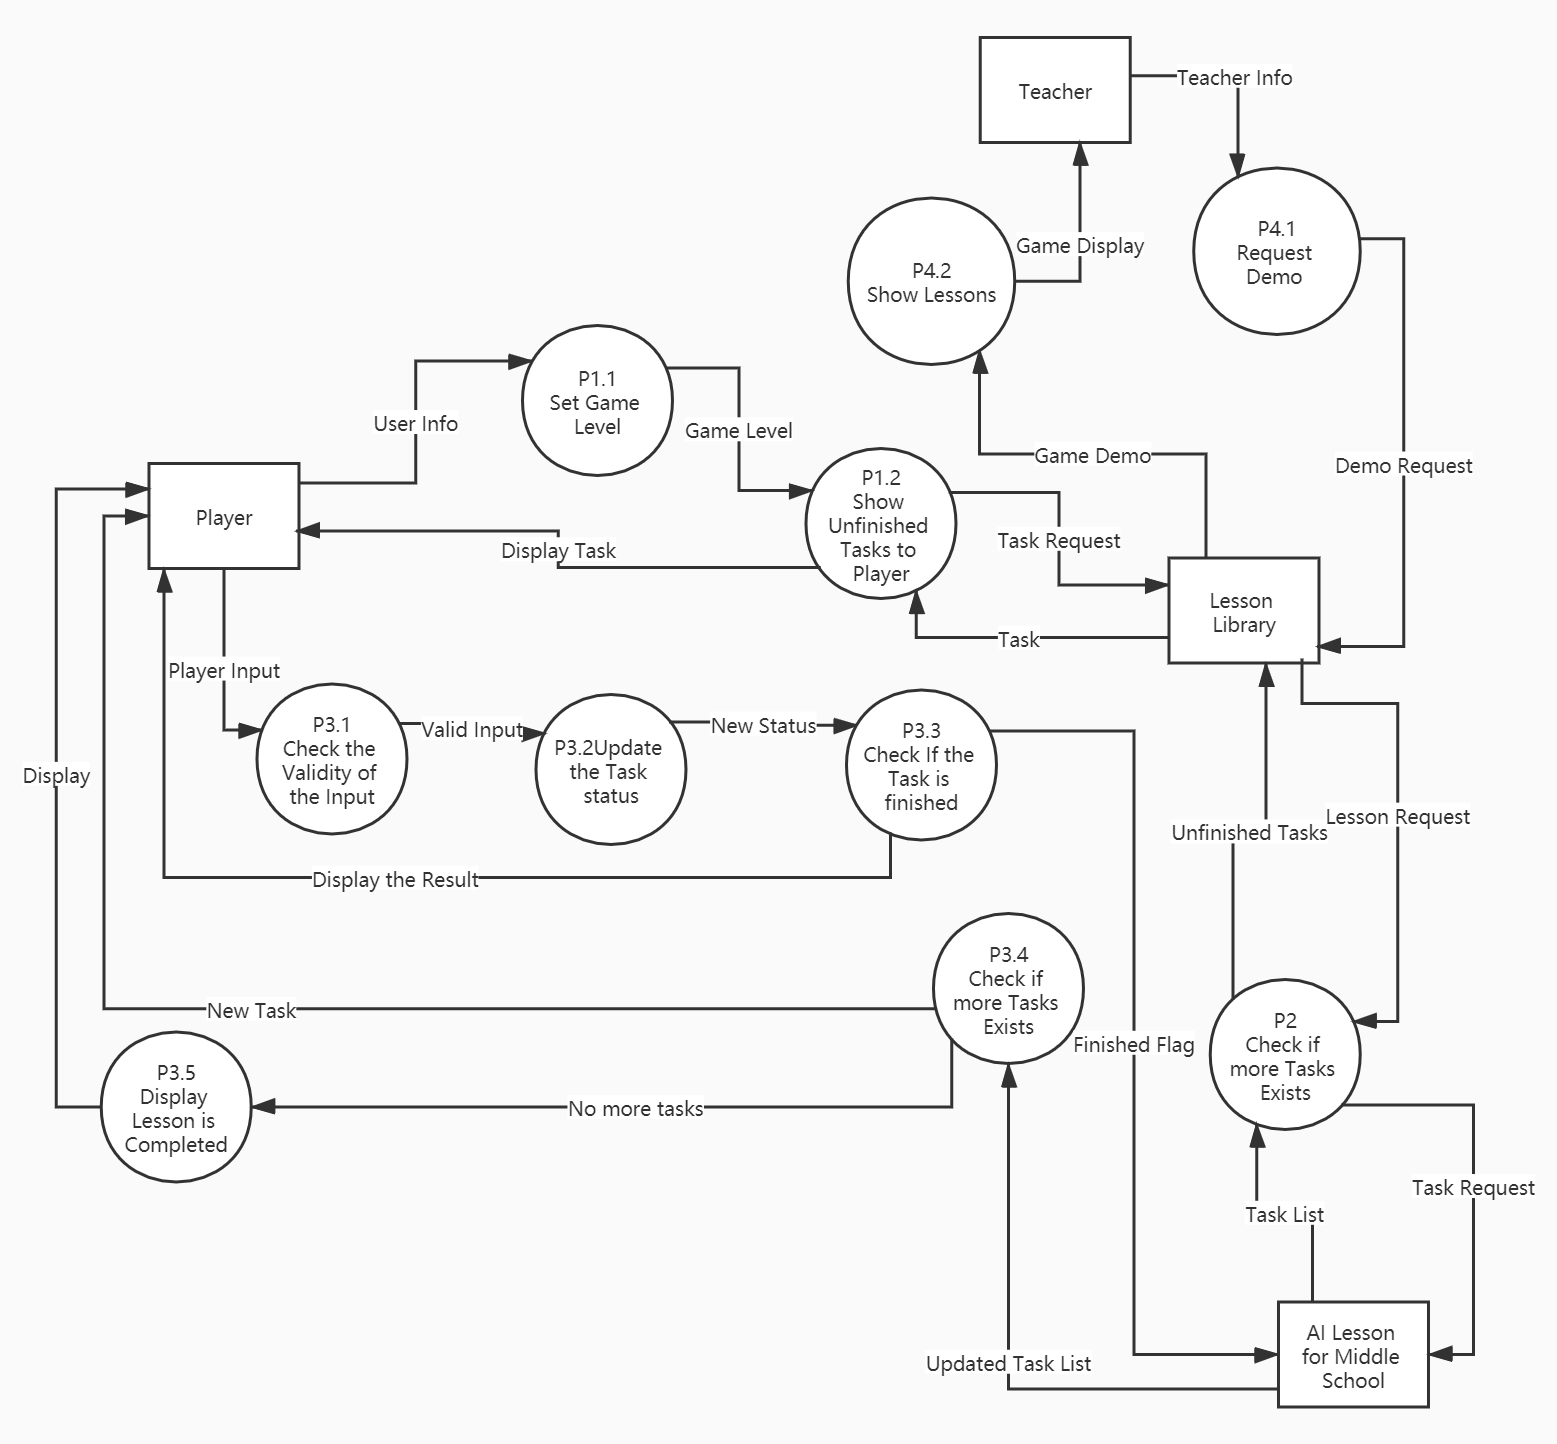 Teacher
Teacher Info
P4.1
Request
Demo
Game Display
P4.2
Show Lessons
P1.1
Set Game
Level
User Info
Game Level
Game Demo
Demo Request
P1.2
Show
Unfinished
Tasks to
Player
Player
Display Task
Task Request
Lesson
Library
Task
Player Input
P3.1
Check the
Validity of
the Input
Valid Input
P3.2Update
the Task
status
New Status
P3.3
Check If the
Task is
finished
Display
Unfinished Tasks
Lesson Request
Display the Result
P3.4
Check if
more Tasks
Exists
New Task
Finished Flag
P2
Check if
more Tasks
Exists
P3.5
Display
Lesson is
Completed
No more tasks
Task Request
Task List
Updated Task List
AI Lesson
for Middle
School